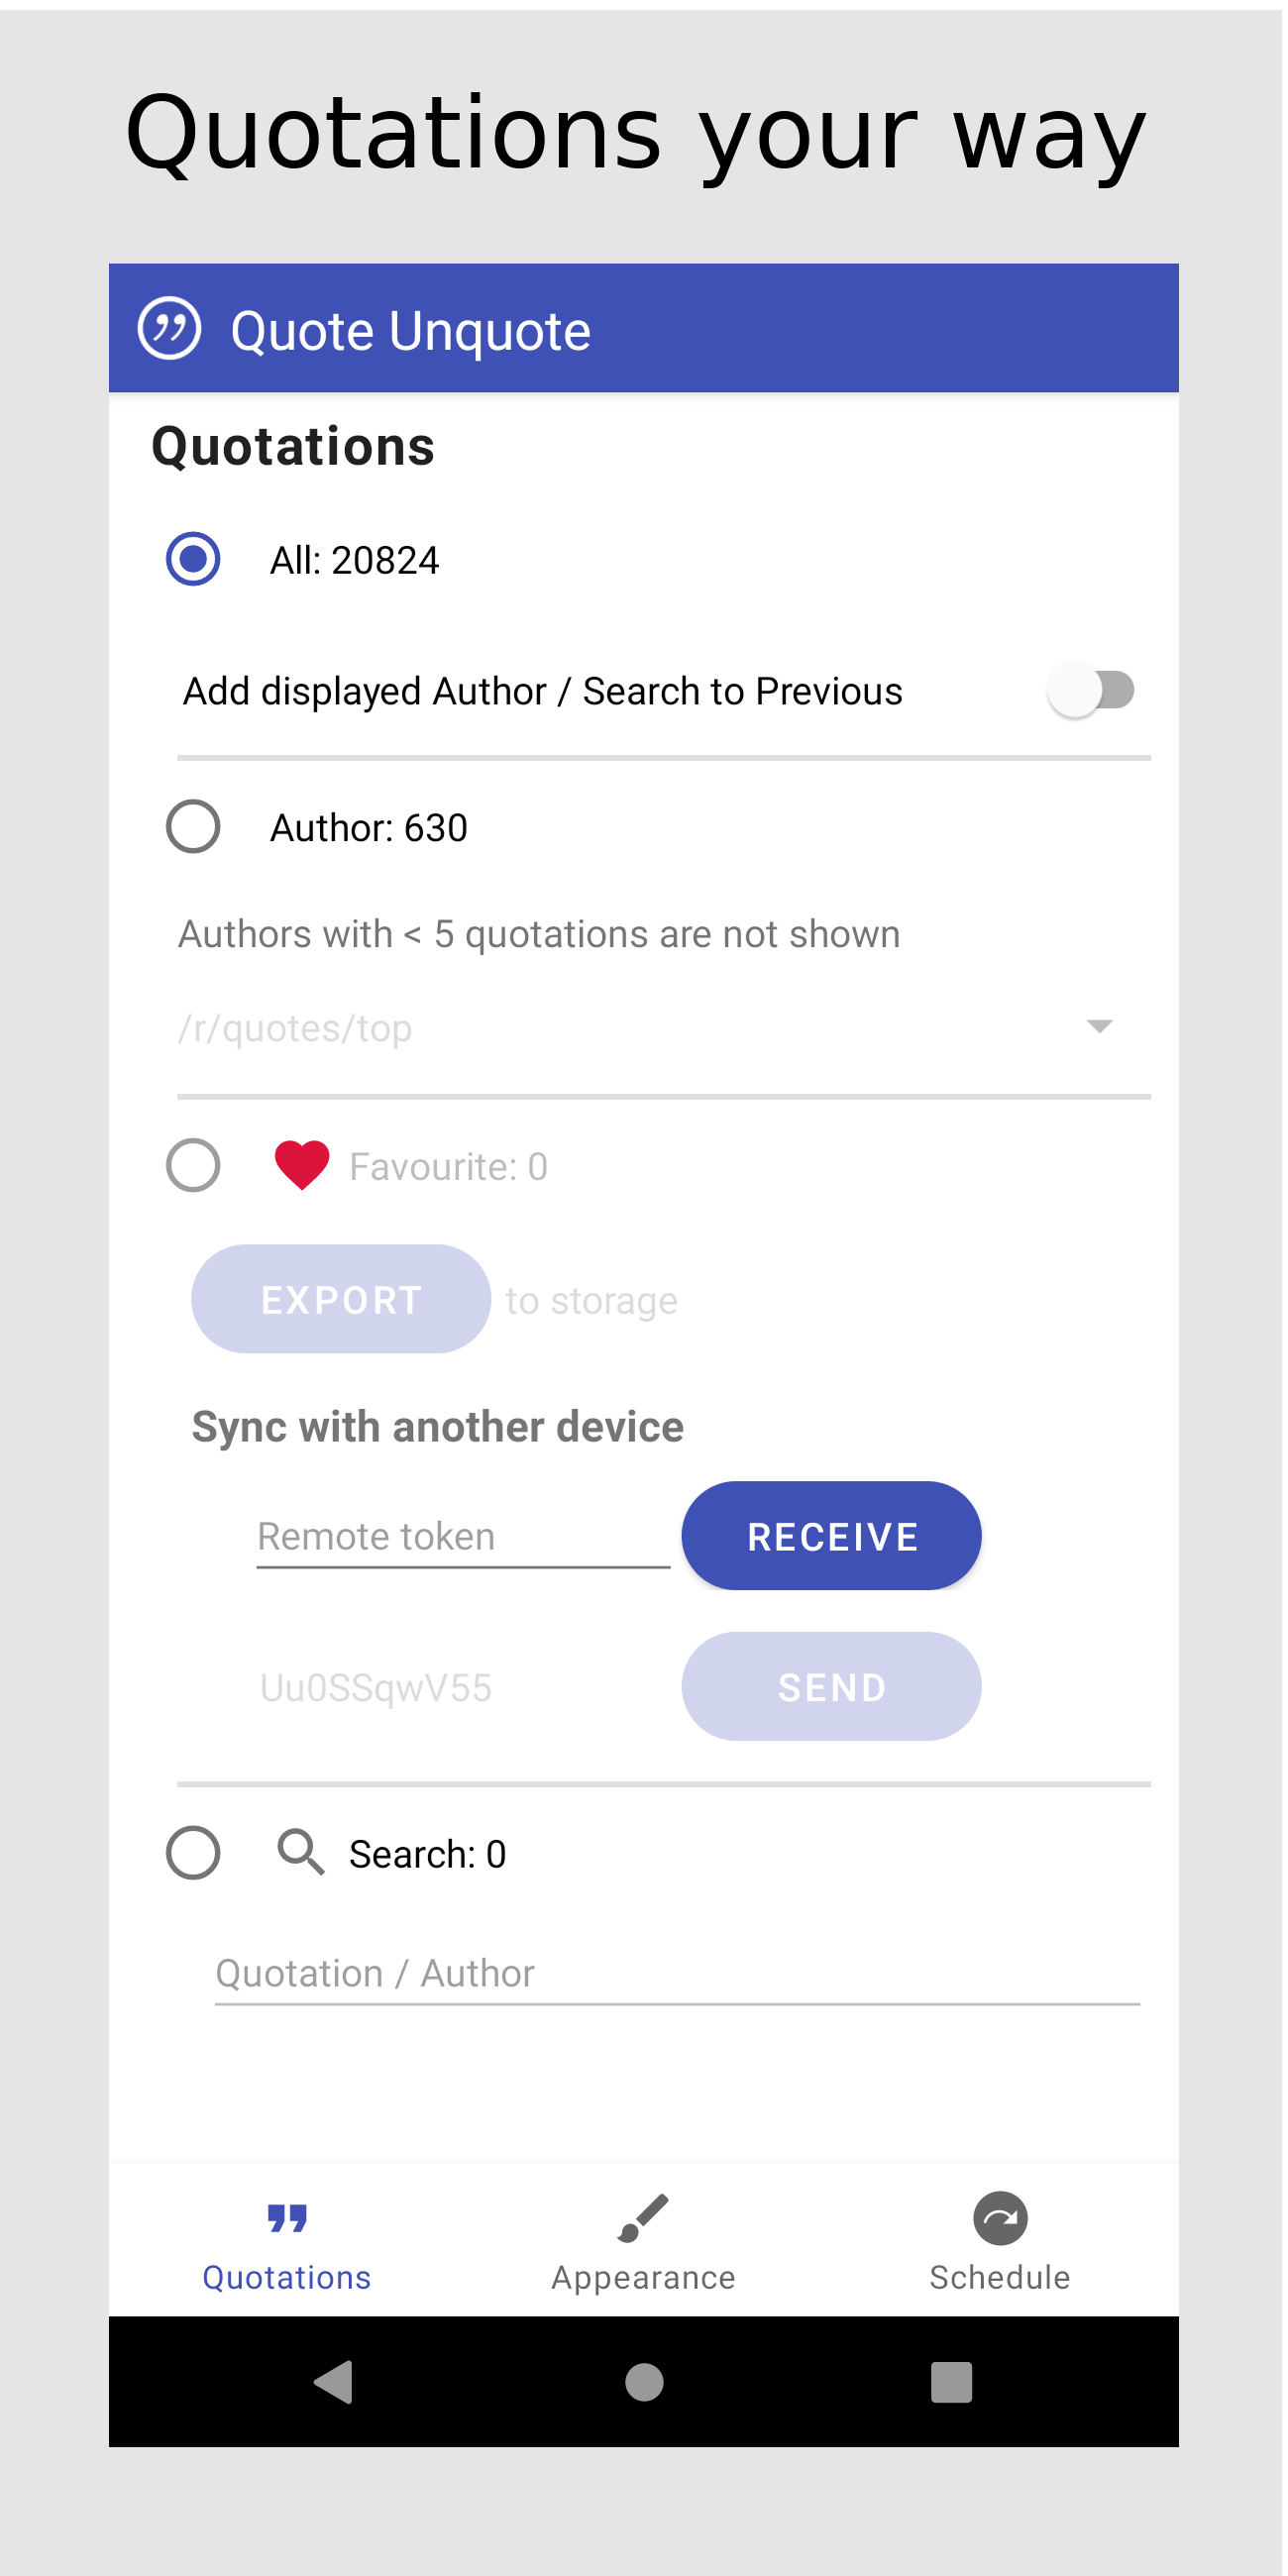 Quotations your way
Quote Unquote
Quotations
All: 20824
Add displayed Author / Search to Previous
Author: 630
Authors with < 5 quotations are not shown
/r/quotes/top
Favourite: 0
EXPORT to storage
Sync with another device
Remote token RECEIVE
Uu0SSqwV55 SEND
Search: 0
Quotation / Author
Quotations Appearance Schedule